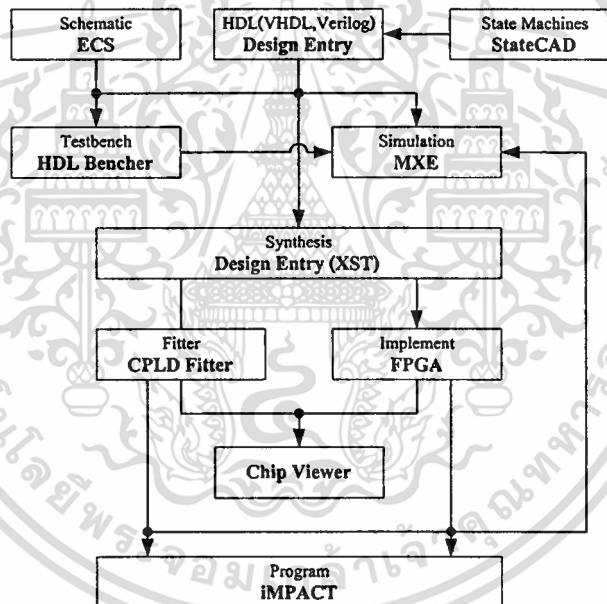 Schematic
ECS
HDL(VHDL,Verilog)
Design Entry
State Machines
StateCAD
Testbench
HDL Bencher
Simulation
MXE
Synthesis
Design Entry (XST)
Fitter
CPLD Fitter
Implement
FPGA
Chip Viewer
Program
iMPACT